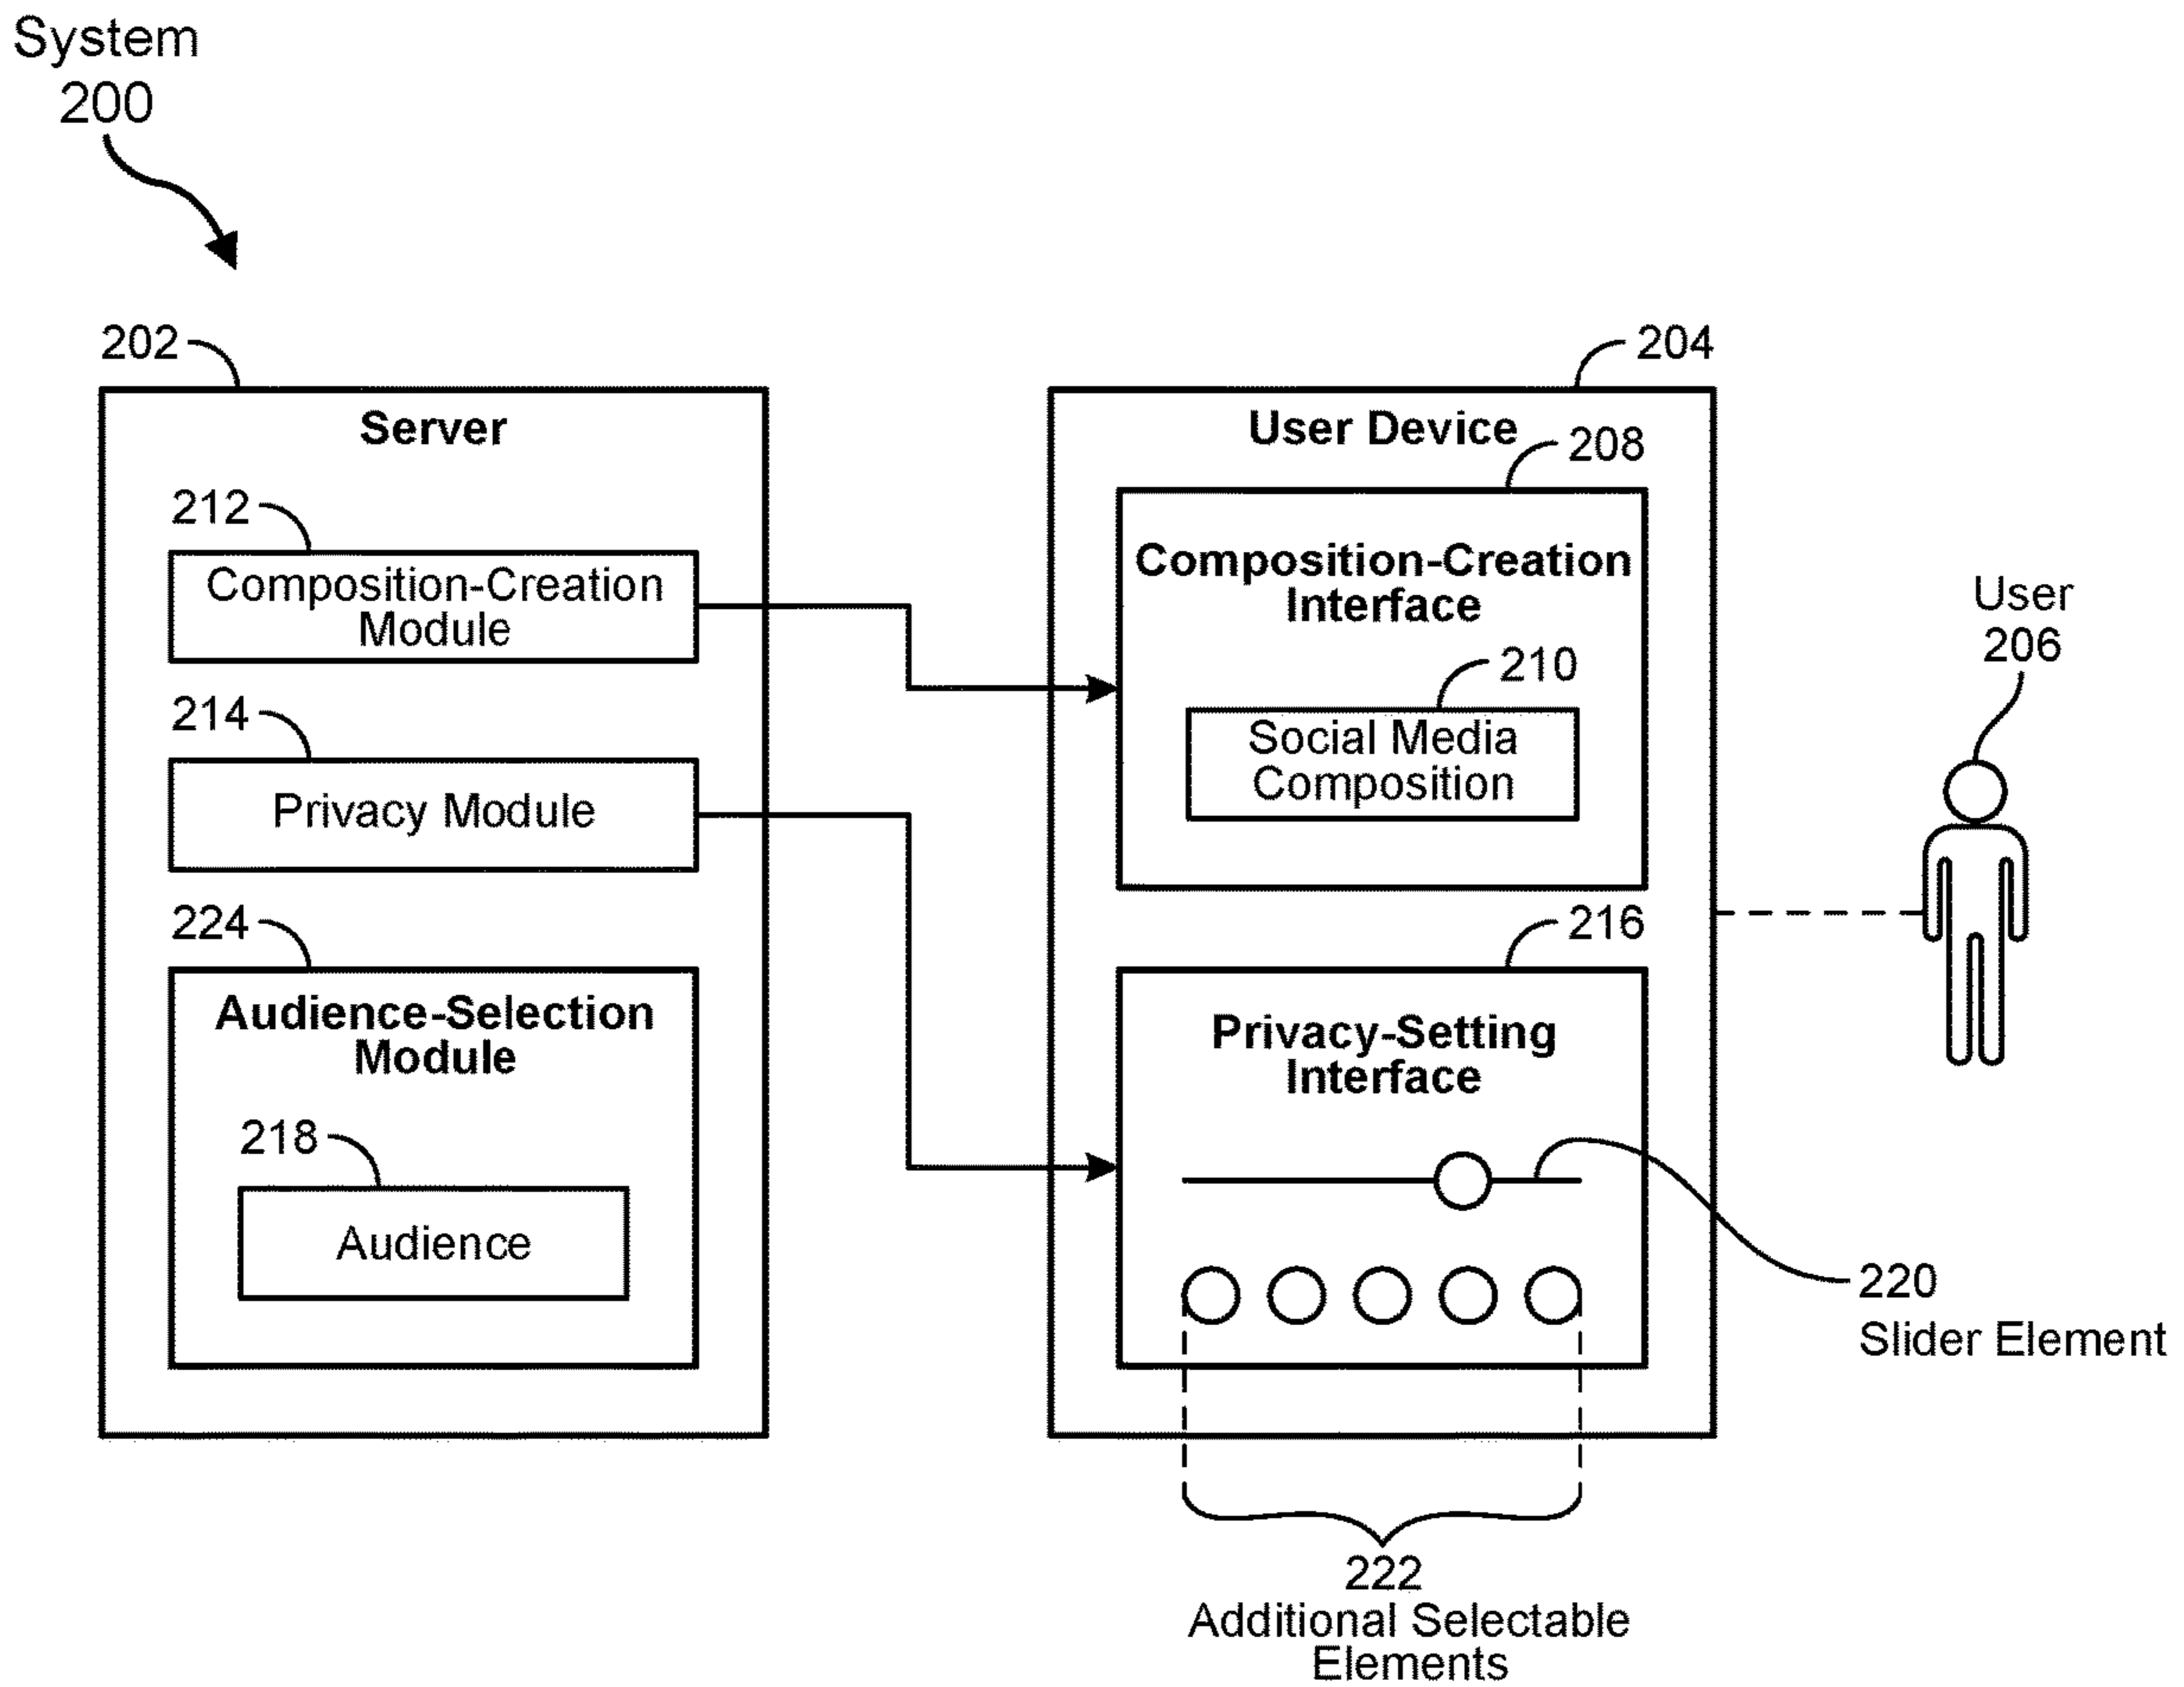 System
200
202
Server
212
Composition-Creation
Module
214
Privacy Module
224
Audience-Selection
Module
218
Audience
204
User Device
208
Composition-Creation
Interface
210
Social Media
Composition
216
Privacy-Setting
Interface
User
206
220
Slider Element
222
Additional Selectable
Elements